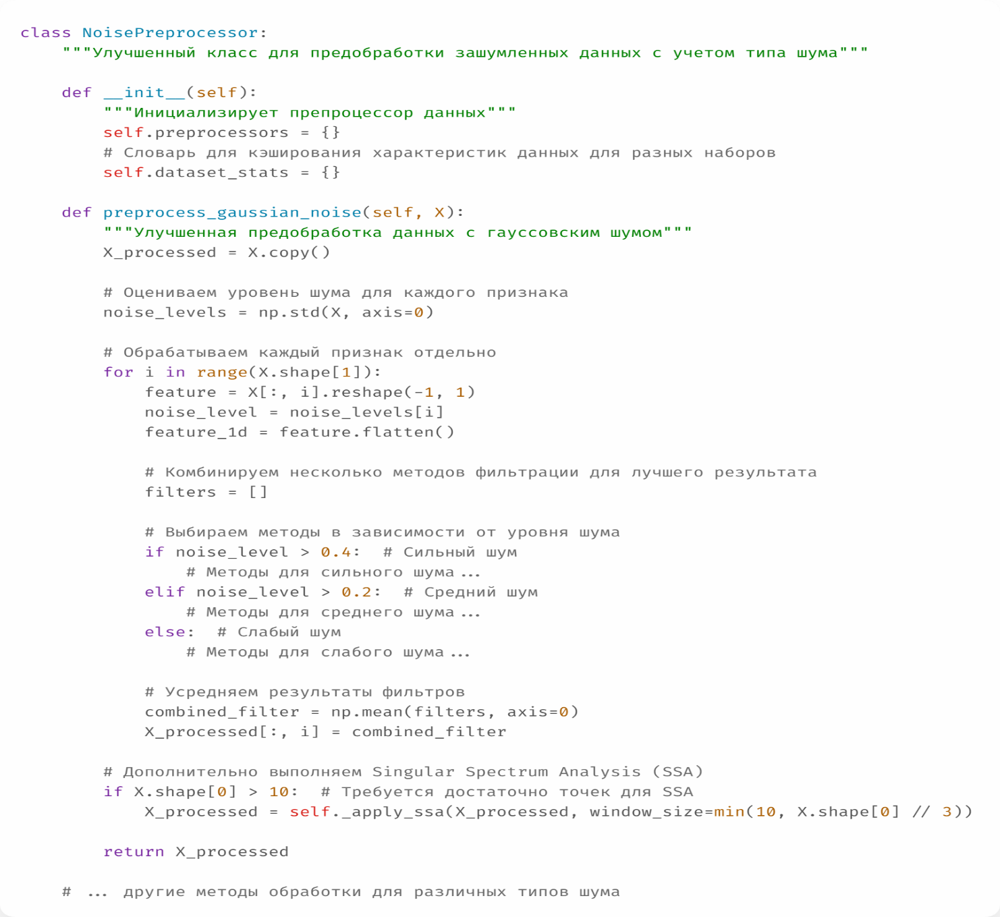 class NoisePreprocessor:
    """Улучшенный класс для предобработки зашумленных данных с учетом типа шума"""

    def __init__(self):
        """Инициализирует препроцессор данных"""
        self.preprocessors = {}
        # Словарь для кэширования характеристик данных для разных наборов
        self.dataset_stats = {}

    def preprocess_gaussian_noise(self, X):
        """Улучшенная предобработка данных с гауссовским шумом"""
        X_processed = X.copy()

        # Оцениваем уровень шума для каждого признака
        noise_levels = np.std(X, axis=0)

        # Обрабатываем каждый признак отдельно
        for i in range(X.shape[1]):
            feature = X[:, i].reshape(-1, 1)
            noise_level = noise_levels[i]
            feature_1d = feature.flatten()

            # Комбинируем несколько методов фильтрации для лучшего результата
            filters = []

            # Выбираем методы в зависимости от уровня шума
            if noise_level > 0.4:  # Сильный шум
                # Методы для сильного шума...
            elif noise_level > 0.2:  # Средний шум
                # Методы для среднего шума...
            else:  # Слабый шум
                # Методы для слабого шума...

            # Усредняем результаты фильтров
            combined_filter = np.mean(filters, axis=0)
            X_processed[:, i] = combined_filter

        # Дополнительно выполняем Singular Spectrum Analysis (SSA)
        if X.shape[0] > 10:  # Требуется достаточно точек для SSA
            X_processed = self._apply_ssa(X_processed, window_size=min(10, X.shape[0] // 3))

        return X_processed

    # ... другие методы обработки для различных типов шума